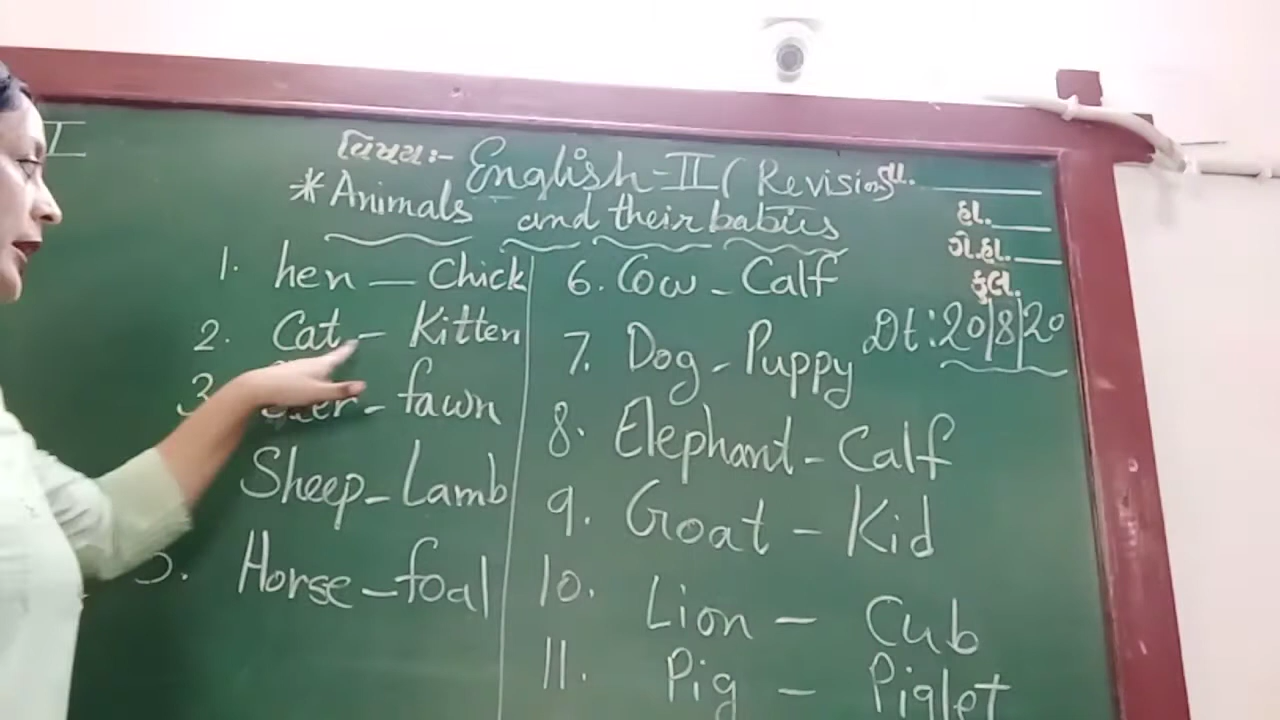 I
વિષય:- English-II (Revision) તા.
* Animals and their babies
હા.
ગે.હા.
કુલ.
Dt: 20|8|20
1. hen - Chick
2. Cat - Kitten
3. - fawn
Sheep - Lamb
5. Horse - foal
6. Cow - Calf
7. Dog - Puppy
8. Elephant - Calf
9. Goat - Kid
10. Lion - Cub
11. Pig - Piglet